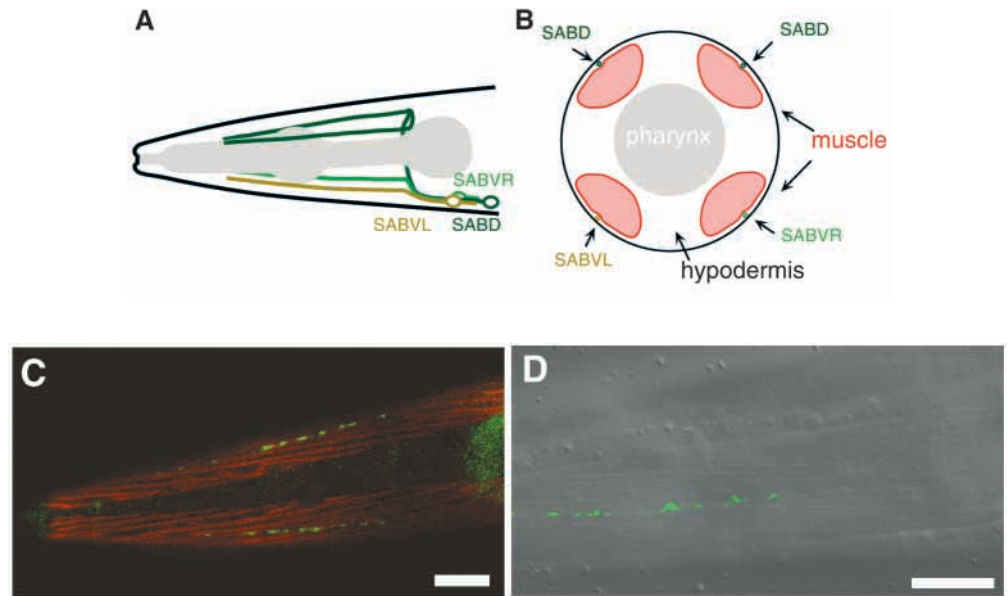 A
SABVR
SABVL SABD
B
SABD
SABD
pharynx
muscle
SABVL
SABVR
hypodermis
C
D